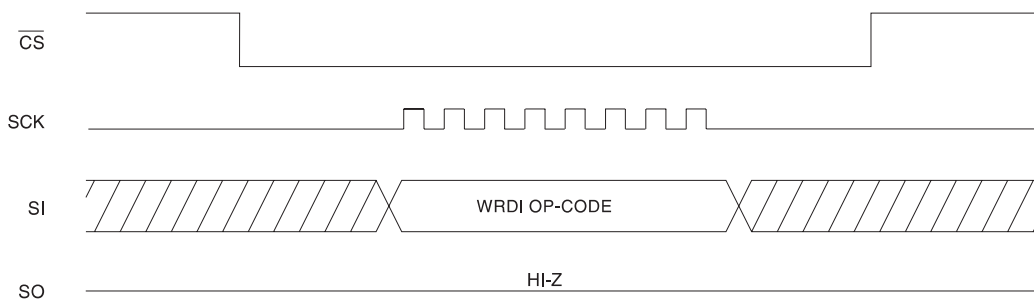 CS
SCK
SI
WRDI OP-CODE
SO
HI-Z